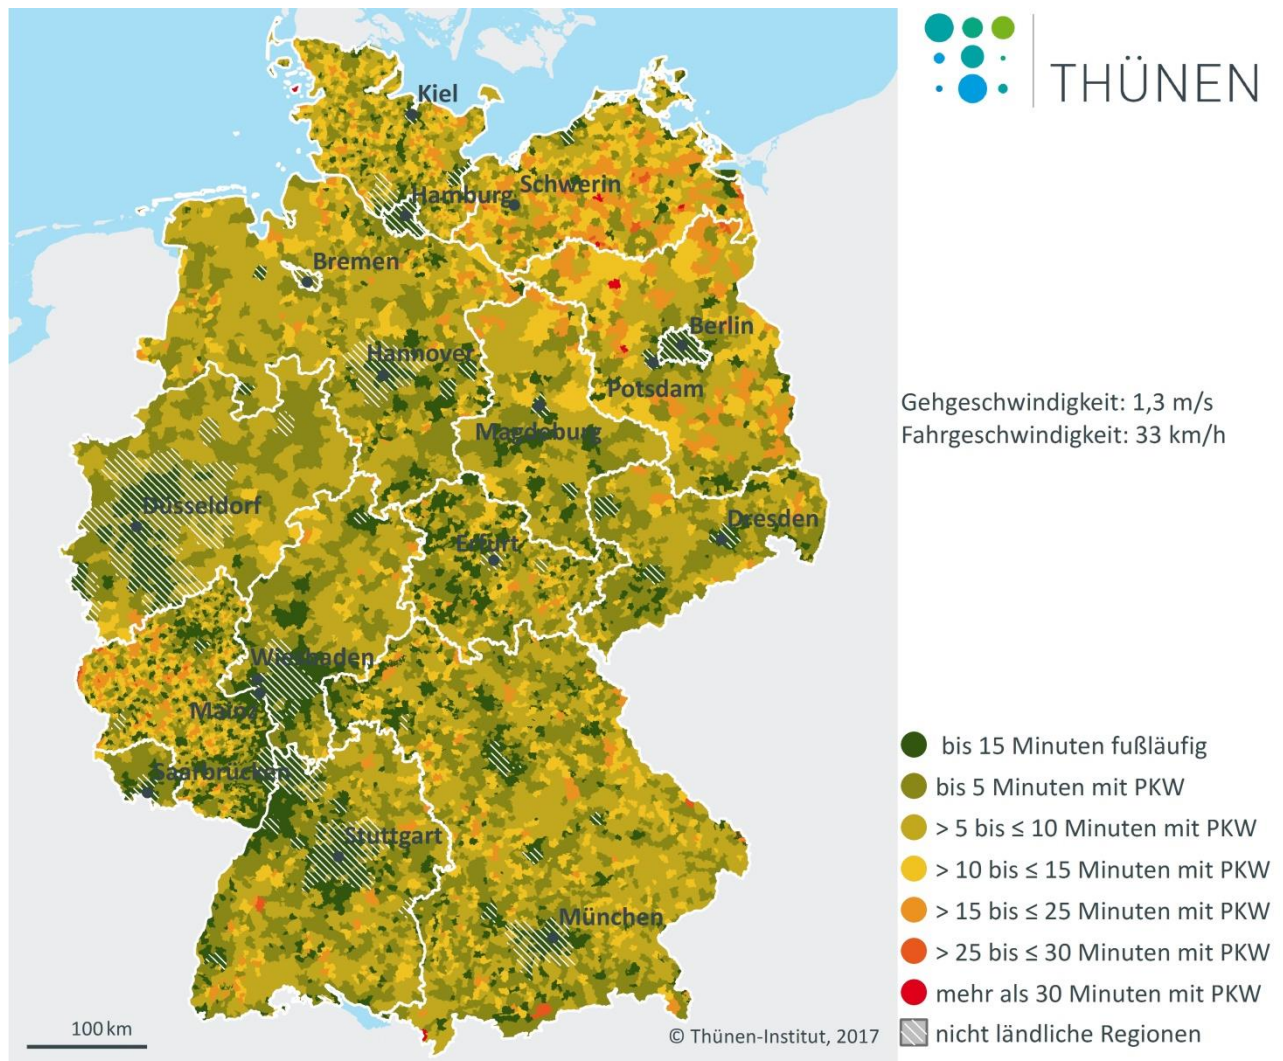 THÜNEN
Kiel
Schwerin
Hamburg
Bremen
Berlin
Hannover
Potsdam
Magdeburg
Düsseldorf
Dresden
Erfurt
Wiesbaden
Mainz
Saarbrücken
Stuttgart
München
Gehgeschwindigkeit: 1,3 m/s
Fahrgeschwindigkeit: 33 km/h
bis 15 Minuten fußläufig
bis 5 Minuten mit PKW
> 5 bis ≤ 10 Minuten mit PKW
> 10 bis ≤ 15 Minuten mit PKW
> 15 bis ≤ 25 Minuten mit PKW
> 25 bis ≤ 30 Minuten mit PKW
mehr als 30 Minuten mit PKW
nicht ländliche Regionen
100 km
© Thünen-Institut, 2017